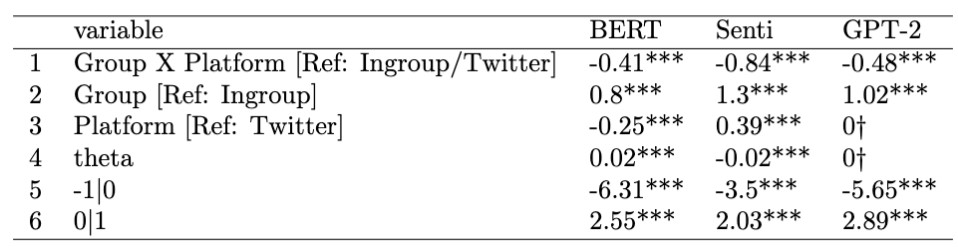 variable BERT Senti GPT-2
1 Group X Platform [Ref: Ingroup/Twitter] -0.41*** -0.84*** -0.48***
2 Group [Ref: Ingroup] 0.8*** 1.3*** 1.02***
3 Platform [Ref: Twitter] -0.25*** 0.39*** 0†
4 theta 0.02*** -0.02*** 0†
5 -1|0 -6.31*** -3.5*** -5.65***
6 0|1 2.55*** 2.03*** 2.89***